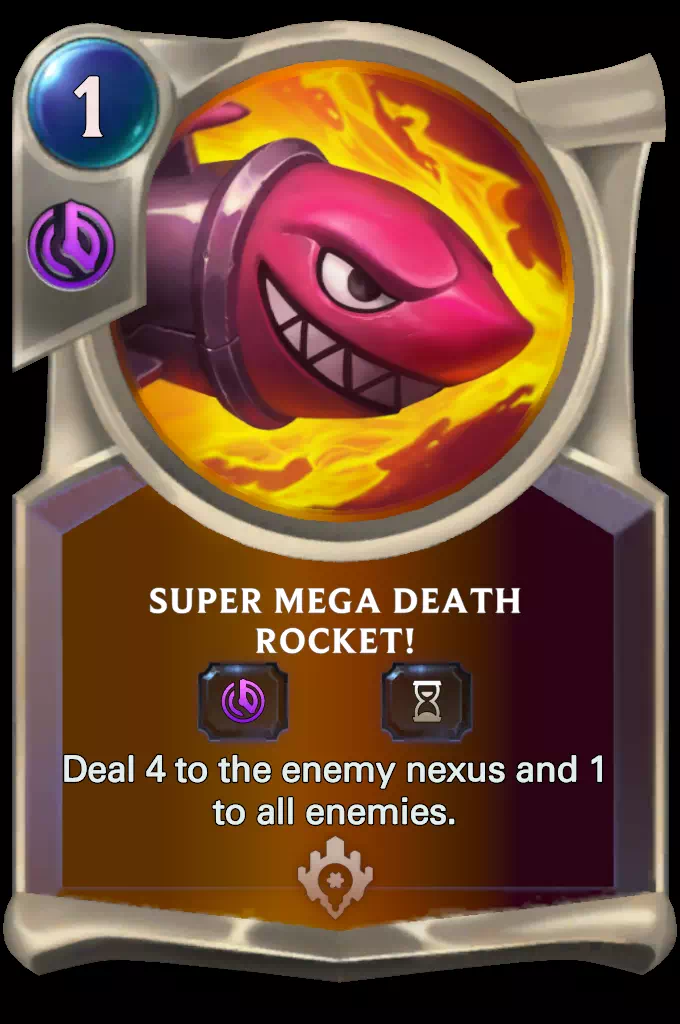 1
SUPER MEGA DEATH
ROCKET!
Deal 4 to the enemy nexus and 1
to all enemies.